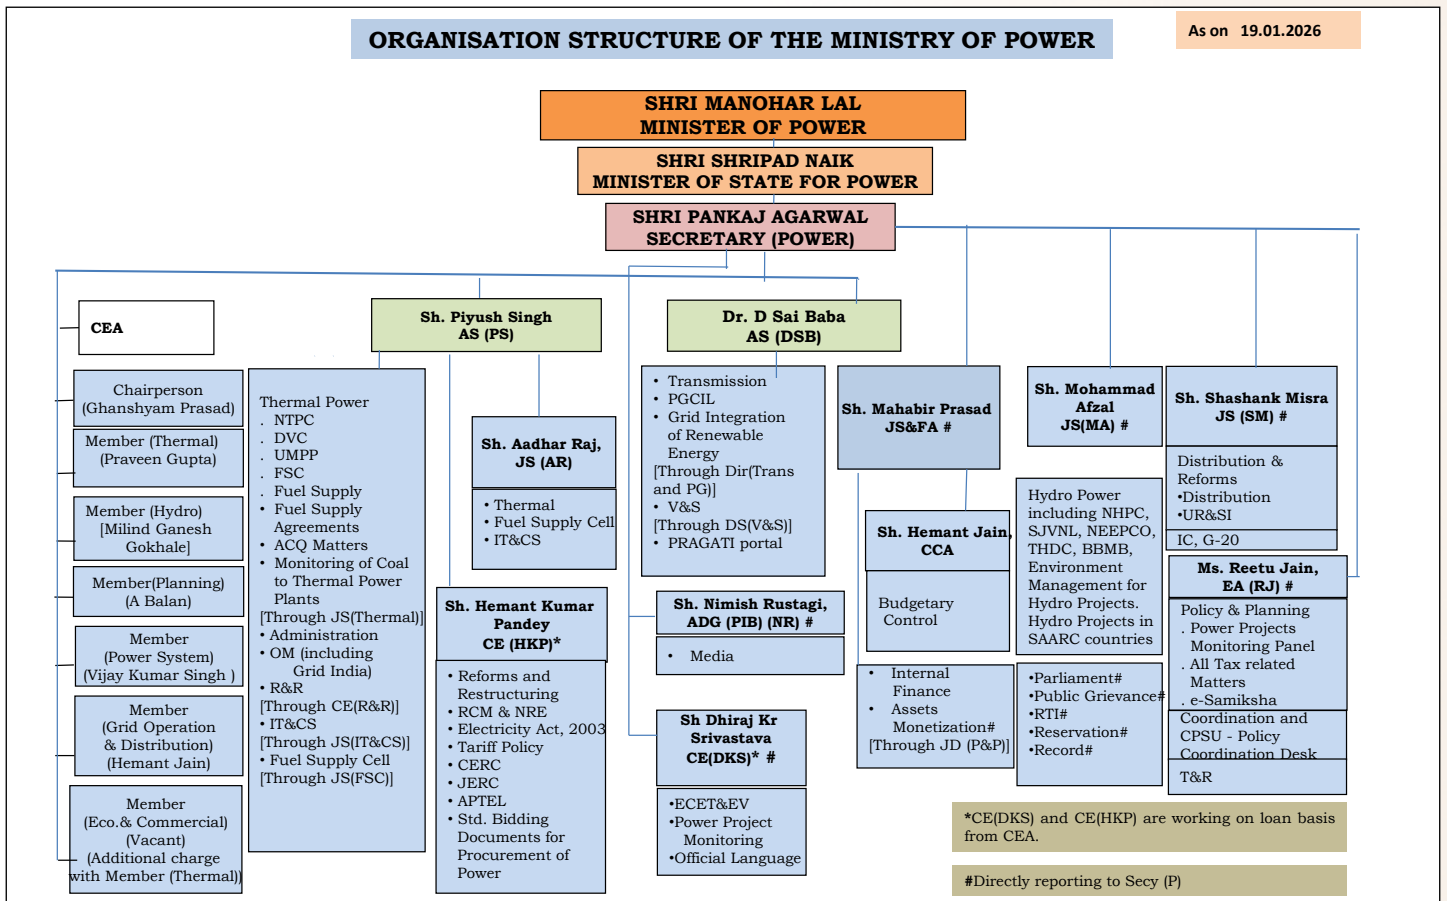 ORGANISATION STRUCTURE OF THE MINISTRY OF POWER
As on 19.01.2026
SHRI MANOHAR LAL
MINISTER OF POWER
SHRI SHRIPAD NAIK
MINISTER OF STATE FOR POWER
SHRI PANKAJ AGARWAL
SECRETARY (POWER)
CEA
Chairperson
(Ghanshyam Prasad)
Member (Thermal)
(Praveen Gupta)
Member (Hydro)
[Milind Ganesh
Gokhale]
Member(Planning)
(A Balan)
Member
(Power System)
(Vijay Kumar Singh )
Member
(Grid Operation
& Distribution)
(Hemant Jain)
Member
(Eco.& Commercial)
(Vacant)
(Additional charge
with Member (Thermal))
Sh. Piyush Singh
AS (PS)
Thermal Power
. NTPC
. DVC
. UMPP
. FSC
. Fuel Supply
• Fuel Supply
Agreements
• ACQ Matters
• Monitoring of Coal
to Thermal Power
Plants
[Through JS(Thermal)]
• Administration
• OM (including
Grid India)
• R&R
[Through CE(R&R)]
• IT&CS
[Through JS(IT&CS)]
• Fuel Supply Cell
[Through JS(FSC)]
Sh. Aadhar Raj,
JS (AR)
• Thermal
• Fuel Supply Cell
• IT&CS
Sh. Hemant Kumar
Pandey
CE (HKP)*
• Reforms and
Restructuring
• RCM & NRE
• Electricity Act, 2003
• Tariff Policy
• CERC
• JERC
• APTEL
• Std. Bidding
Documents for
Procurement of
Power
Dr. D Sai Baba
AS (DSB)
• Transmission
• PGCIL
• Grid Integration
of Renewable
Energy
[Through Dir(Trans
and PG)]
• V&S
[Through DS(V&S)]
• PRAGATI portal
Sh. Nimish Rustagi,
ADG (PIB) (NR) #
• Media
Sh Dhiraj Kr
Srivastava
CE(DKS)* #
•ECET&EV
•Power Project
Monitoring
•Official Language
Sh. Mahabir Prasad
JS&FA #
Sh. Hemant Jain,
CCA
Budgetary
Control
• Internal
Finance
• Assets
Monetization#
[Through JD (P&P)]
Sh. Mohammad
Afzal
JS(MA) #
Hydro Power
including NHPC,
SJVNL, NEEPCO,
THDC, BBMB,
Environment
Management for
Hydro Projects.
Hydro Projects in
SAARC countries
•Parliament#
•Public Grievance#
•RTI#
•Reservation#
•Record#
Sh. Shashank Misra
JS (SM) #
Distribution &
Reforms
•Distribution
•UR&SI
IC, G-20
Ms. Reetu Jain,
EA (RJ) #
Policy & Planning
. Power Projects
Monitoring Panel
. All Tax related
Matters
. e-Samiksha
Coordination and
CPSU - Policy
Coordination Desk
T&R
*CE(DKS) and CE(HKP) are working on loan basis
from CEA.
#Directly reporting to Secy (P)